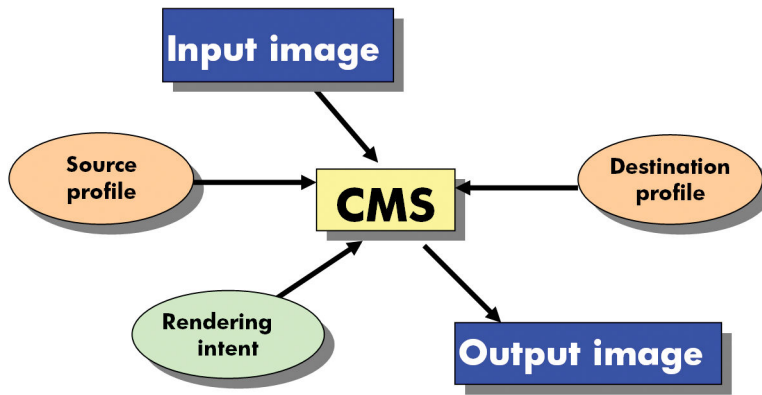 Input image
Source
profile
Destination
profile
CMS
Rendering
intent
Output image